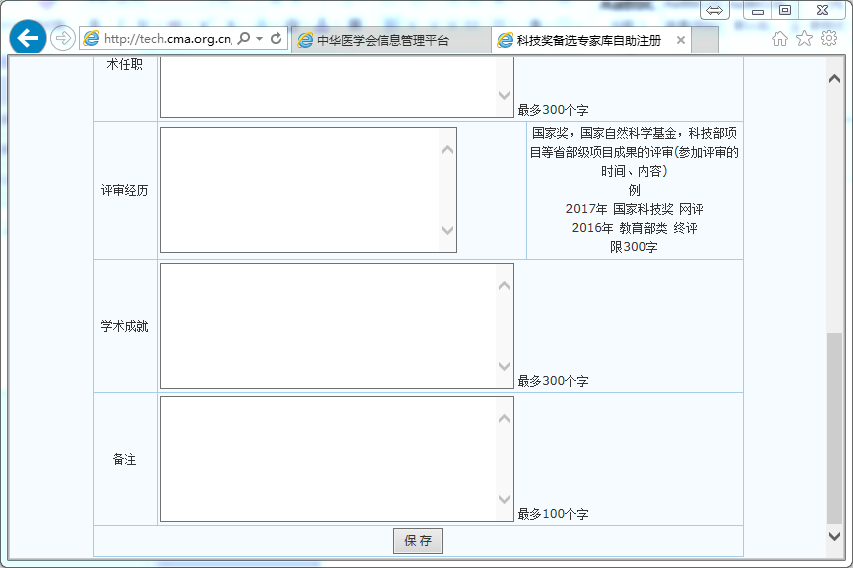 http://tech.cma.org.cn,
中华医学会信息管理平台
科技奖备选专家库自助注册
术任职
最多300个字
评审经历
国家奖，国家自然科学基金，科技部项
目等省部级项目成果的评审(参加评审的
时间、内容)
例
2017年 国家科技奖 网评
2016年 教育部类 终评
限300字
学术成就
最多300个字
备注
最多100个字
保 存